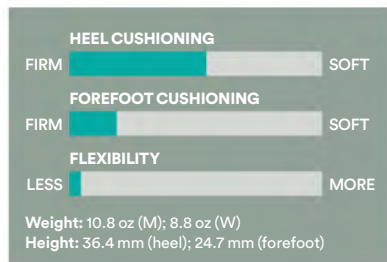 HEEL CUSHIONING
FIRM SOFT
FOREFOOT CUSHIONING
FIRM SOFT
FLEXIBILITY
LESS MORE
Weight: 10.8 oz (M); 8.8 oz (W)
Height: 36.4 mm (heel); 24.7 mm (forefoot)